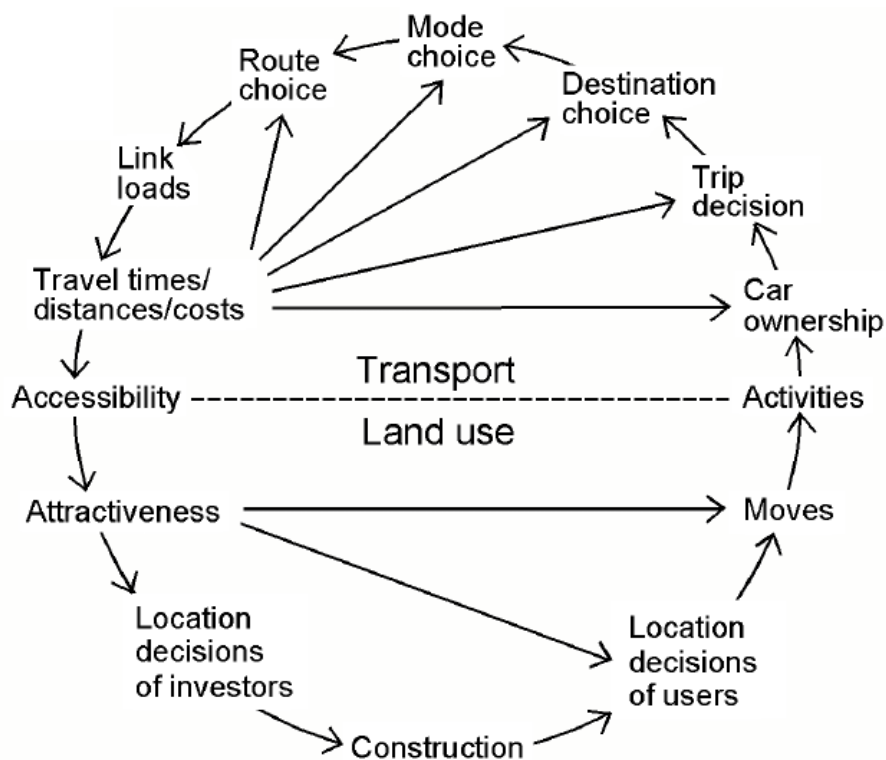 Mode
choice
Route
choice
Destination
choice
Link
loads
Trip
decision
Travel times/
distances/costs
Car
ownership
Transport
Accessibility
Activities
Land use
Attractiveness
Moves
Location
decisions
of investors
Location
decisions
of users
Construction